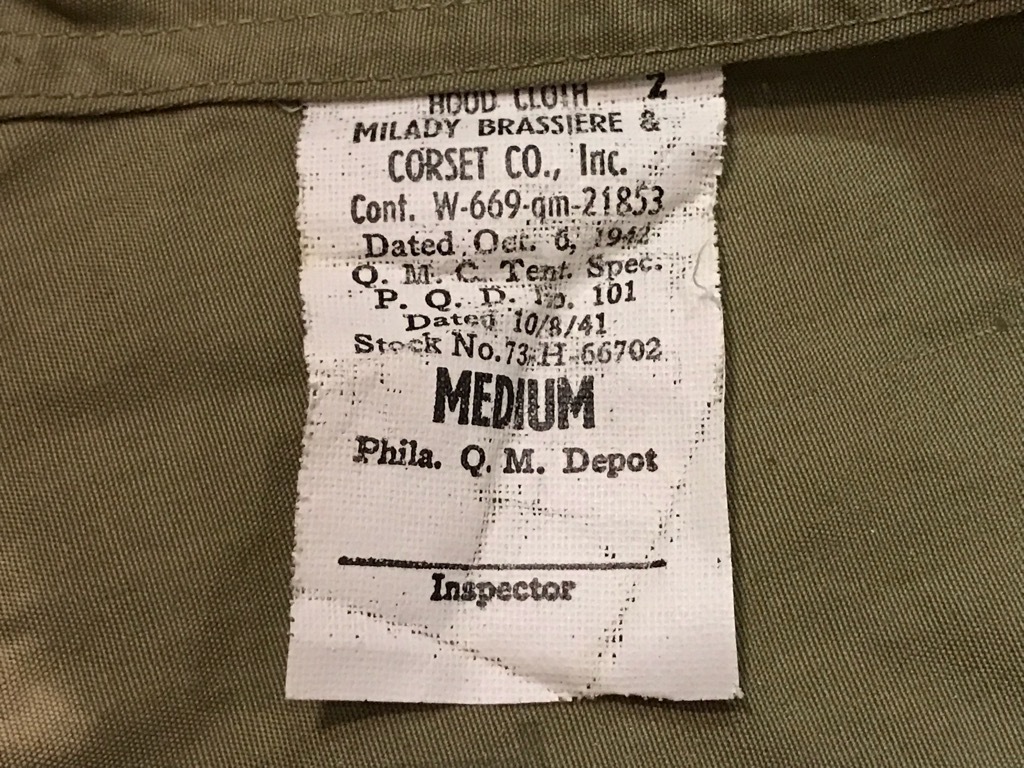 HOOD CLOTH Z
MILADY BRASSIERE &
CORSET CO., Inc.
Cont. W-669-qm-21853
Dated Oct. 6, 1942
Q. M. C. Tent. Spec.
P. Q. D. No. 101
Dated 10/8/41
Stock No. 73-H-66702
MEDIUM
Phila. Q. M. Depot
Inspector